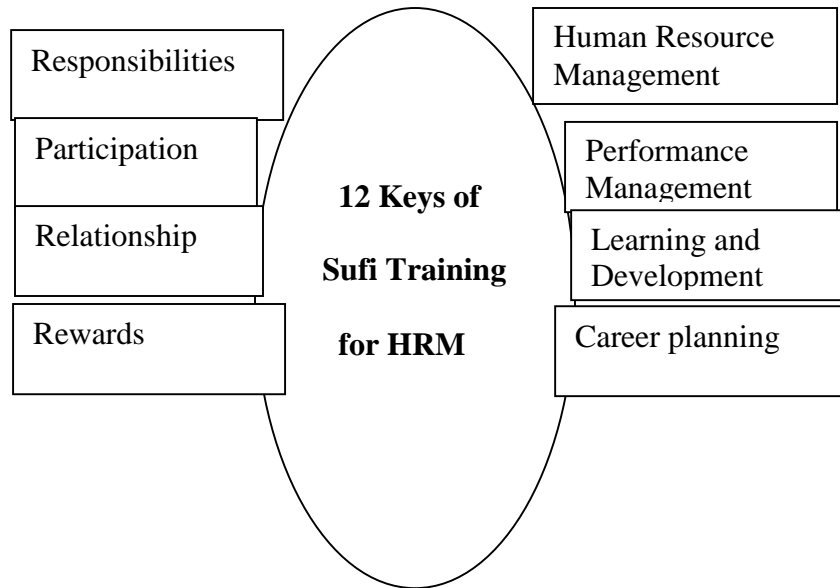 Responsibilities
Participation
Relationship
Rewards
12 Keys of
Sufi Training
for HRM
Human Resource
Management
Performance
Management
Learning and
Development
Career planning